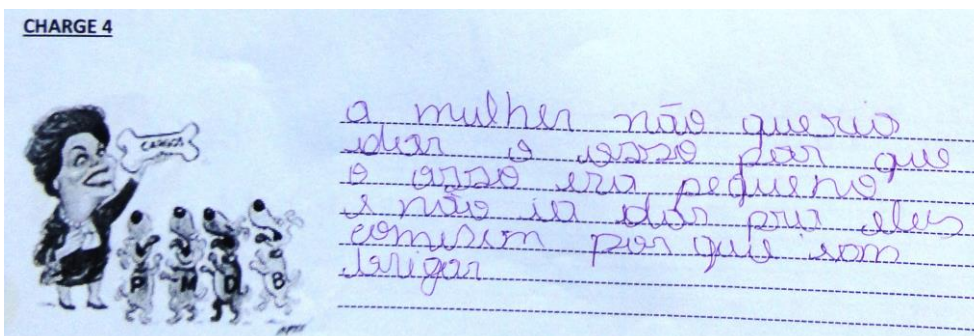 CHARGE 4
CARGOS
P M D B
a mulher não queria
dar o osso por que
o osso era pequeno
e não ia dar pra eles
comerem por que vam
brigar